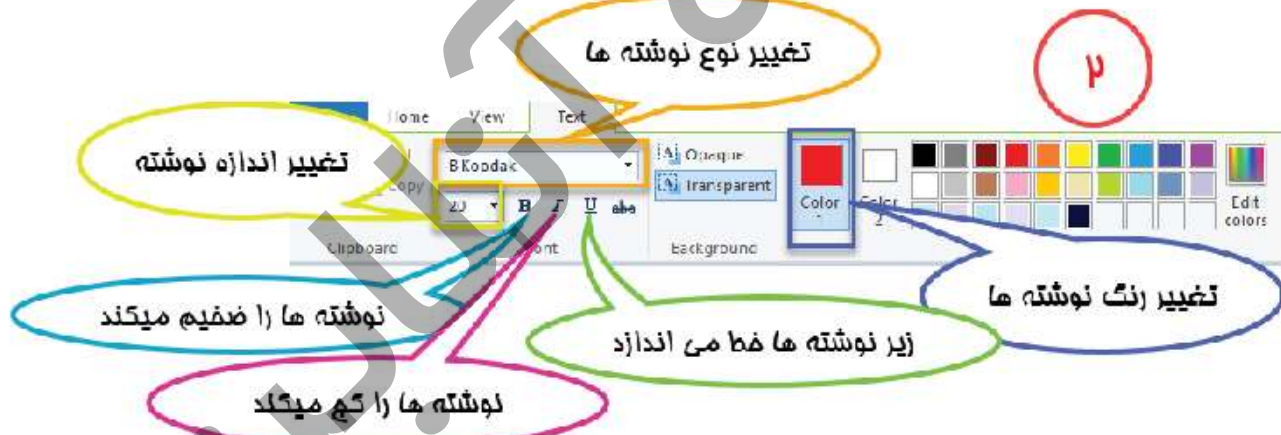 تغییر نوع نوشته ها
۲
Home View Text
تغییر اندازه نوشته
BKoodak
Opaque
Copy
20 B I U abc
Transparent
Color
Color 2
Edit colors
Clipboard
Font
Background
تغییر رنگ نوشته ها
نوشته ها را ضخیم میکند
زیر نوشته ها خط می اندازد
نوشته ها را کج میکند